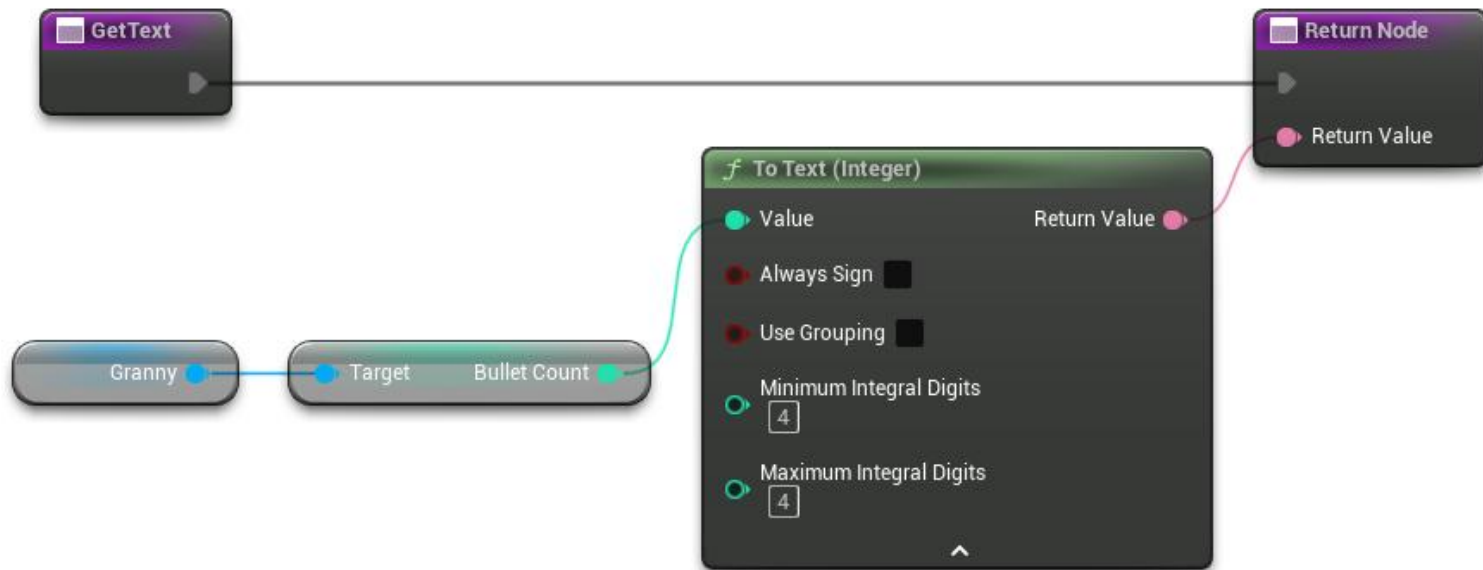 GetText
Return Node
Return Value
f To Text (Integer)
Value
Return Value
Always Sign
Use Grouping
Granny
Target
Bullet Count
Minimum Integral Digits
4
Maximum Integral Digits
4